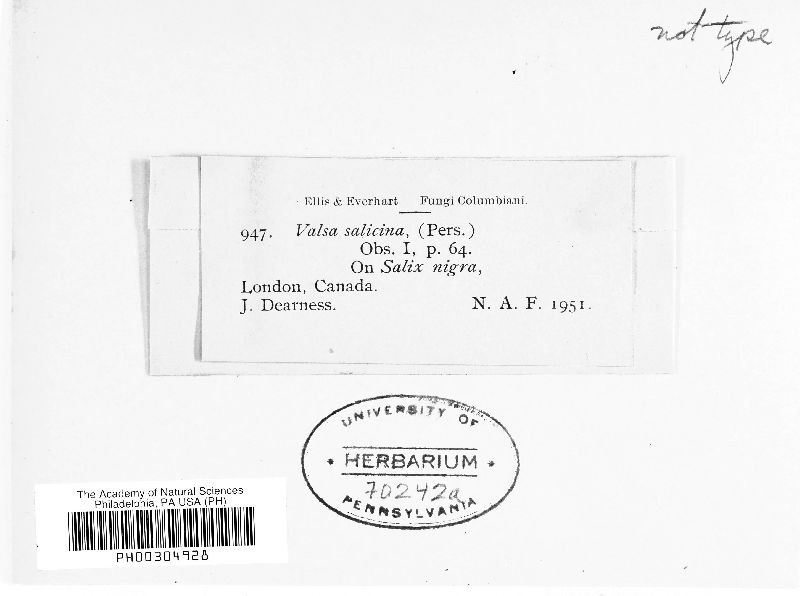 not type
Ellis & Everhart Fungi Columbiani.
947. Valsa salicina, (Pers.)
Obs. I, p. 64.
On Salix nigra,
London, Canada.
J. Dearness. N. A. F. 1951.
UNIVERSITY OF
* HERBARIUM *
70242a
PENNSYLVANIA
The Academy of Natural Sciences
Philadelphia, PA USA (PH)
PH00304928